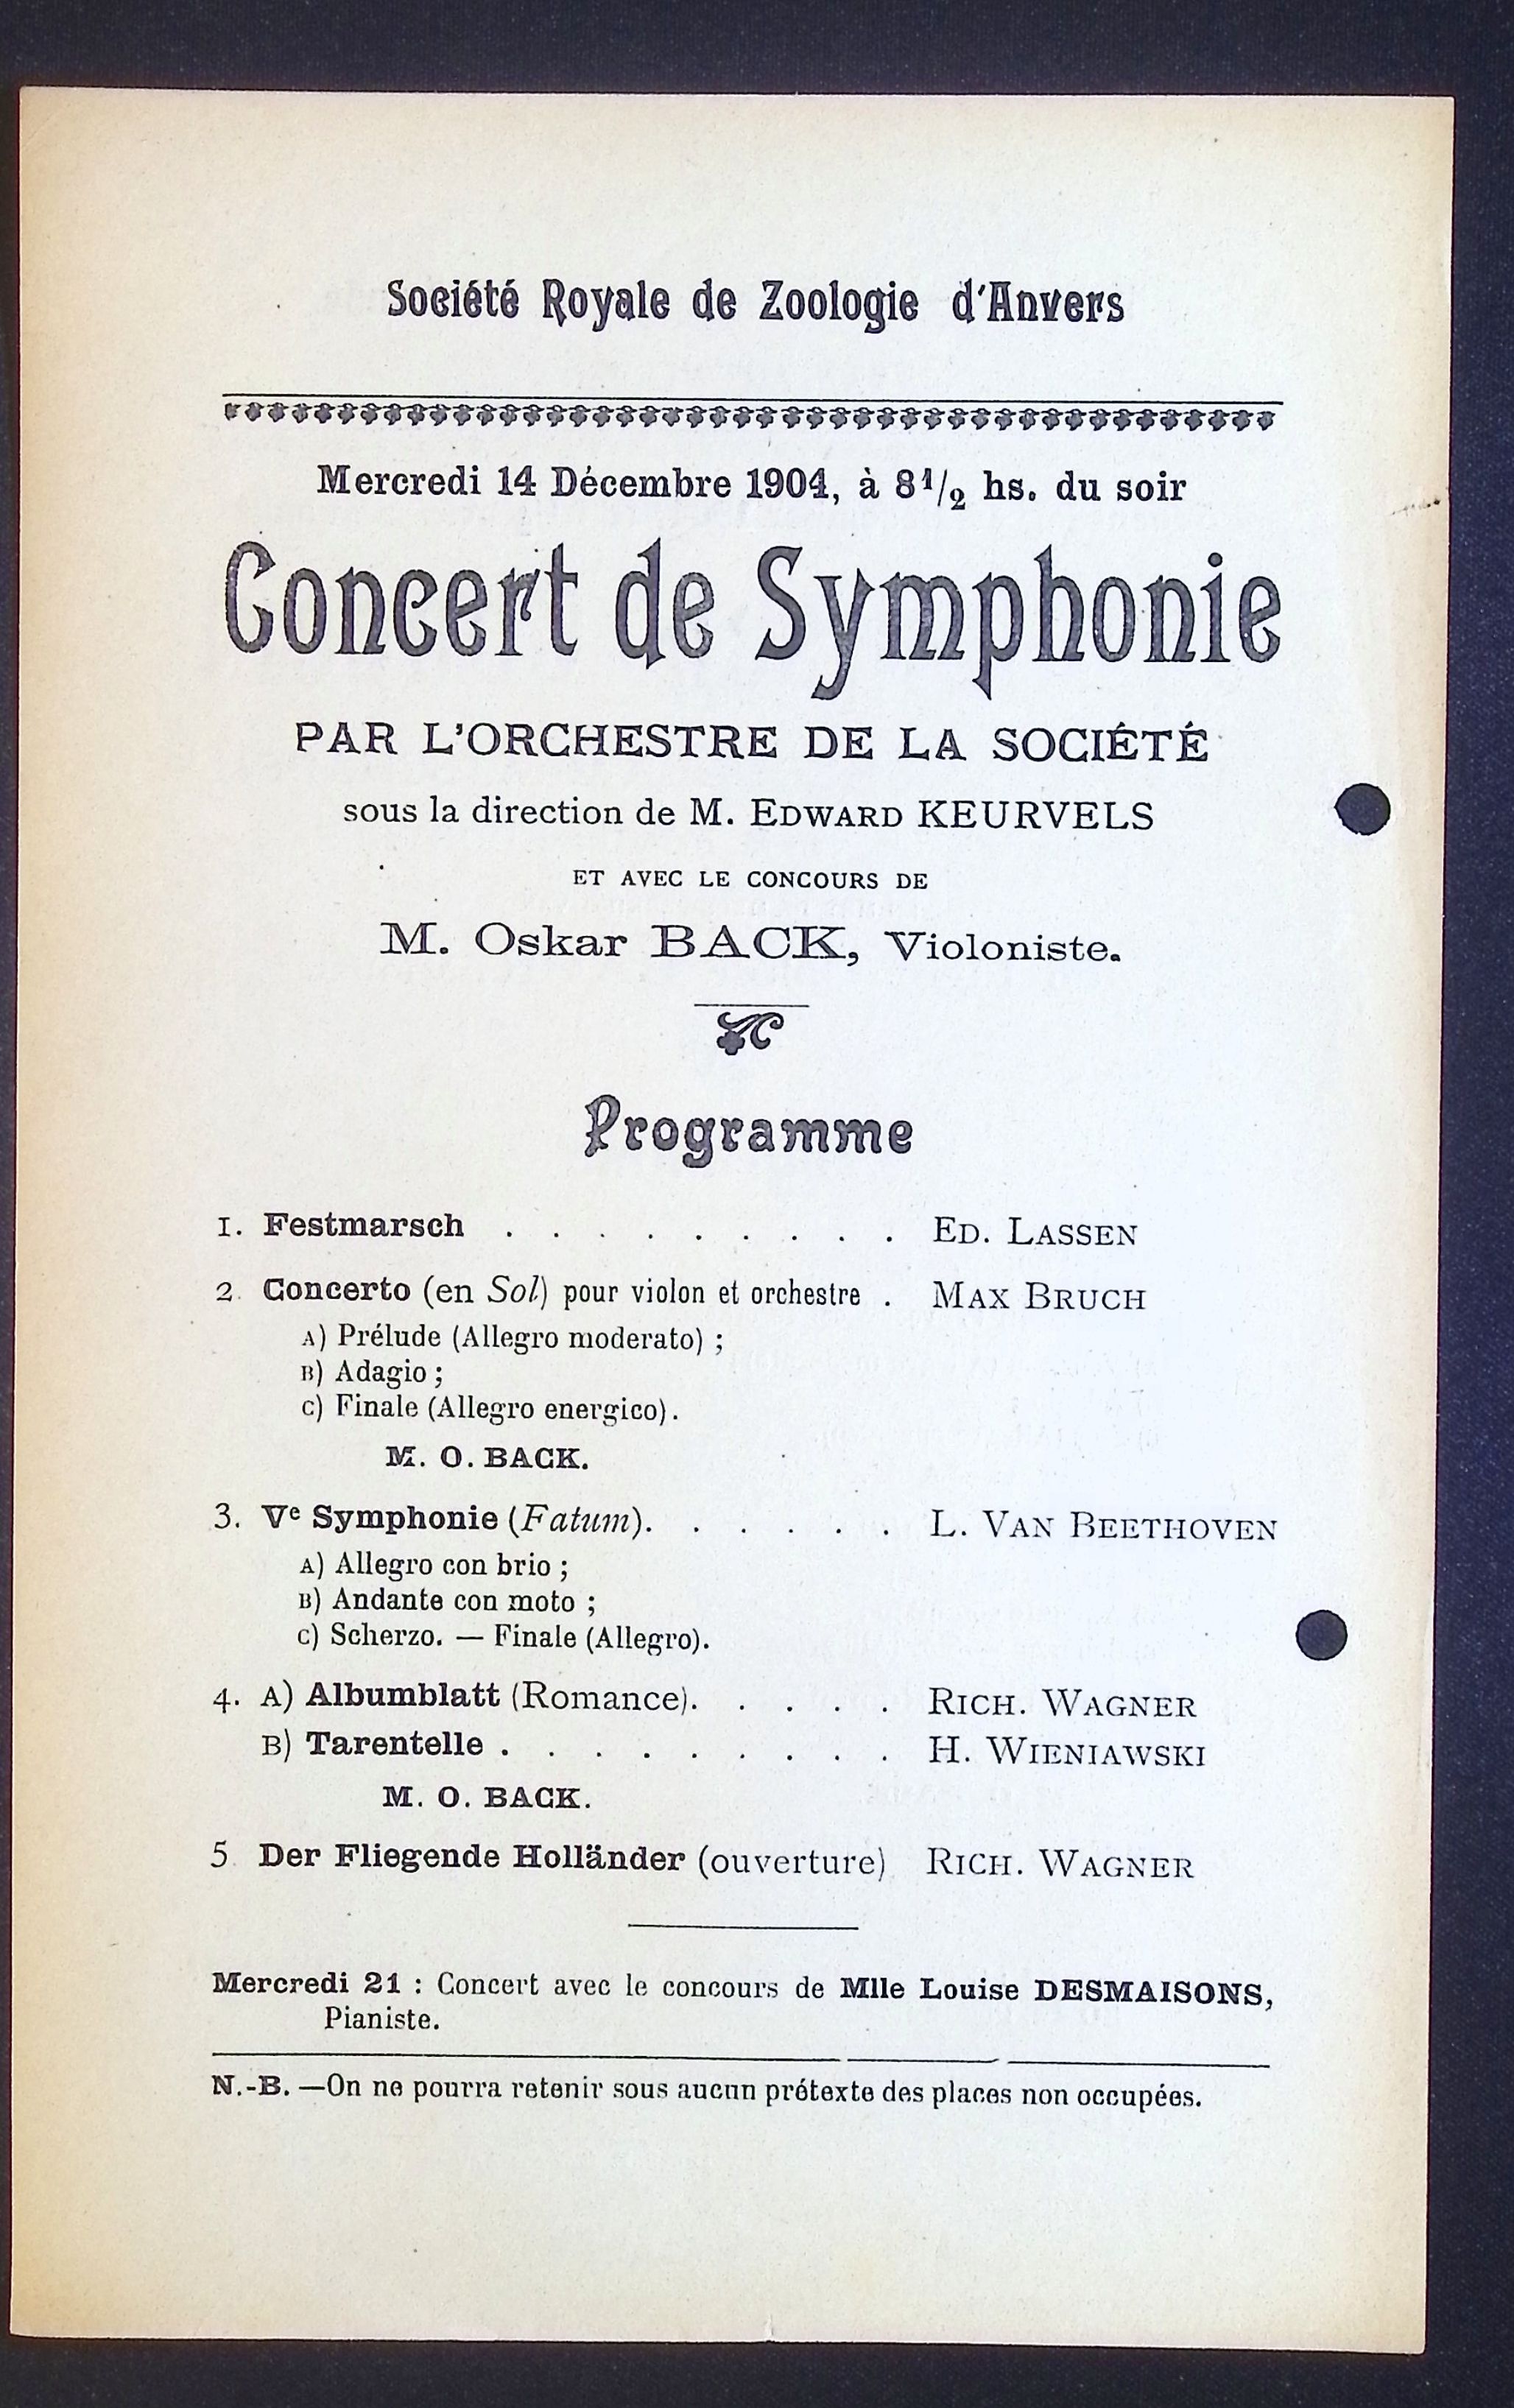 Société Royale de Zoologie d'Anvers
Mercredi 14 Décembre 1904, à 8 1/2 hs. du soir
Concert de Symphonie
PAR L'ORCHESTRE DE LA SOCIÉTÉ
sous la direction de M. EDWARD KEURVELS
ET AVEC LE CONCOURS DE
M. Oskar BACK, Violoniste.
Programme
1. Festmarsch . . . . . . . . . ED. LASSEN
2. Concerto (en Sol) pour violon et orchestre . MAX BRUCH
A) Prélude (Allegro moderato) ;
B) Adagio ;
C) Finale (Allegro energico).
M. O. BACK.
3. Ve Symphonie (Fatum). . . . . . L. VAN BEETHOVEN
A) Allegro con brio ;
B) Andante con moto ;
C) Scherzo. — Finale (Allegro).
4. A) Albumblatt (Romance). . . . . RICH. WAGNER
B) Tarentelle . . . . . . . . . H. WIENIAWSKI
M. O. BACK.
5. Der Fliegende Holländer (ouverture) RICH. WAGNER
Mercredi 21 : Concert avec le concours de Mlle Louise DESMAISONS,
Pianiste.
N.-B. —On ne pourra retenir sous aucun prétexte des places non occupées.